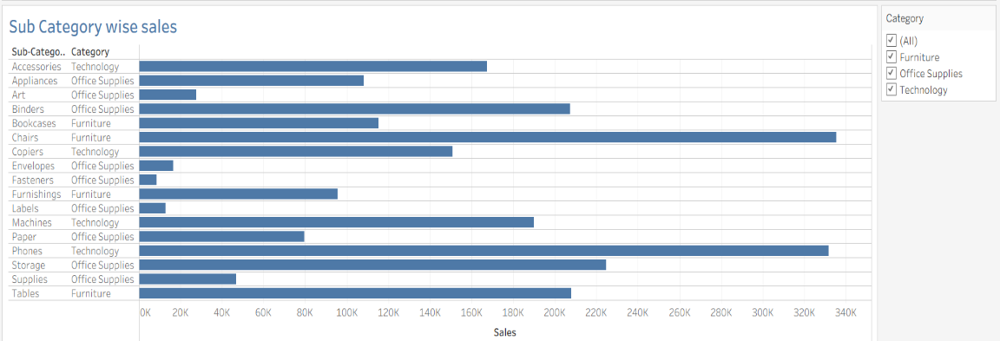 Sub Category wise sales
Sub-Catego.. Category
Accessories Technology
Appliances Office Supplies
Art Office Supplies
Binders Office Supplies
Bookcases Furniture
Chairs Furniture
Copiers Technology
Envelopes Office Supplies
Fasteners Office Supplies
Furnishings Furniture
Labels Office Supplies
Machines Technology
Paper Office Supplies
Phones Technology
Storage Office Supplies
Supplies Office Supplies
Tables Furniture
0K 20K 40K 60K 80K 100K 120K 140K 160K 180K 200K 220K 240K 260K 280K 300K 320K 340K
Sales
Category
(All)
Furniture
Office Supplies
Technology